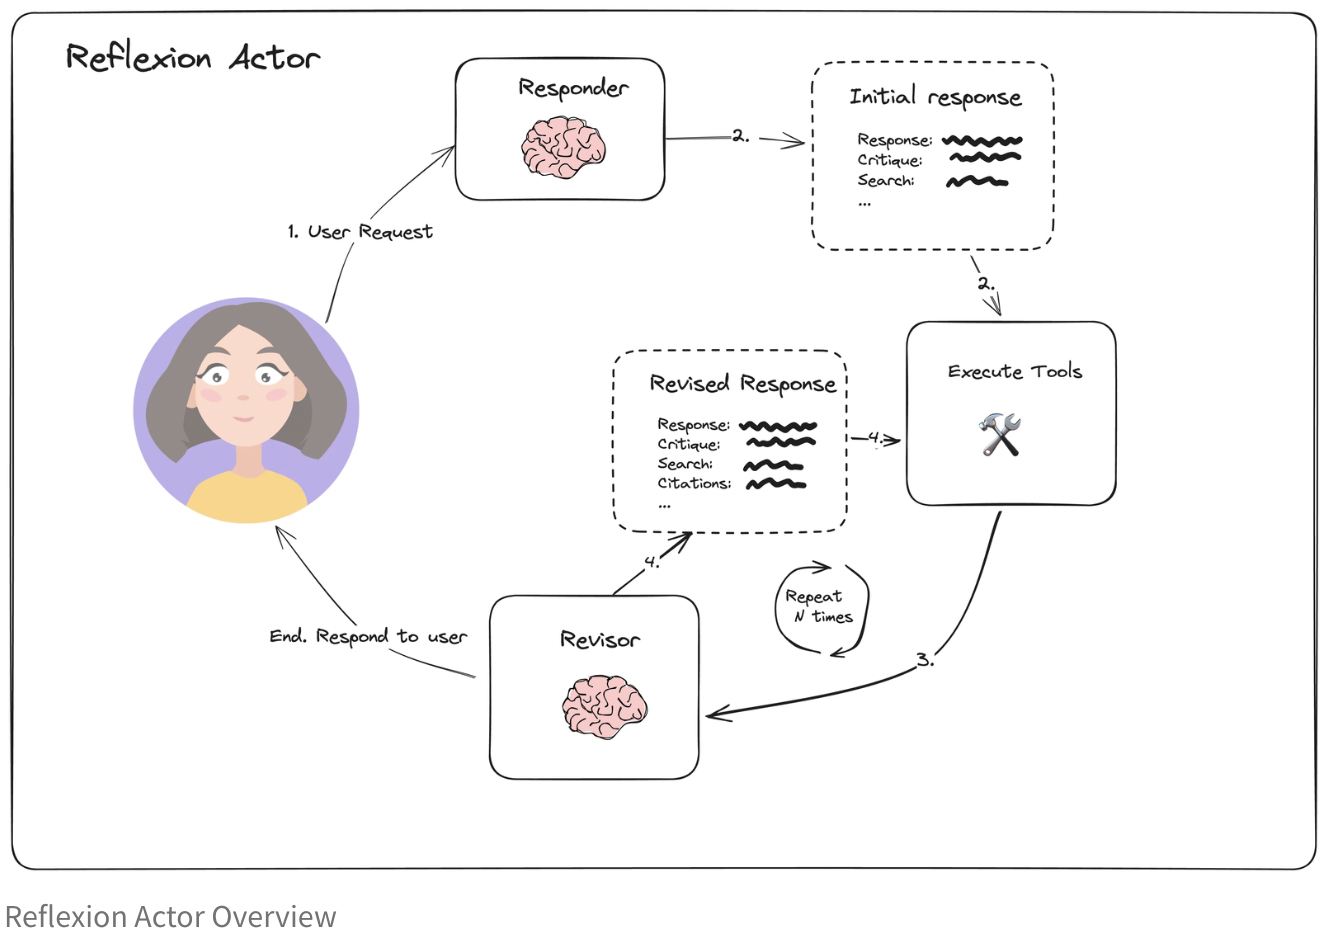 Reflexion Actor
Responder
2.
Initial response
Response:
Critique:
Search:
...
1. User Request
2.
Execute Tools
Revised Response
Response:
Critique:
Search:
Citations:
...
4.
4.
Repeat
N times
3.
Revisor
End. Respond to user
Reflexion Actor Overview